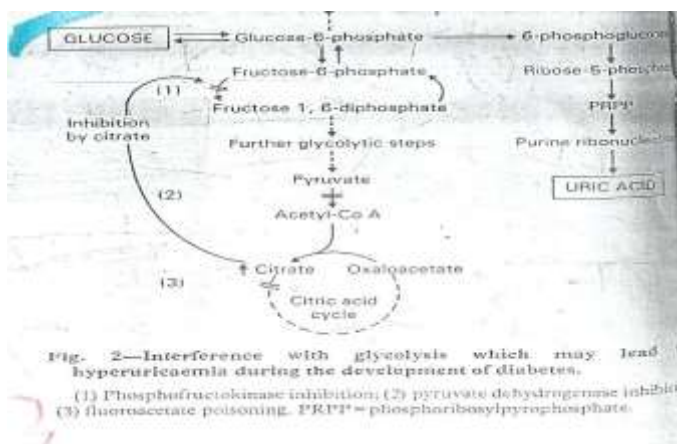 GLUCOSE Glucose-6-phosphate 6-phosphogluco
Fructose-6-phosphate Ribose-5-phosp
(1)
Fructose 1, 6-diphosphate PRPP
Inhibition
by citrate
Further glycolytic steps Purine ribonucle
Pyruvate URIC ACID
(2)
Acetyl-Co A
Citrate Oxaloacetate
(3)
Citric acid
cycle
Fig. 2—Interference with glycolysis which may lead
hyperuricaemia during the development of diabetes.
(1) Phosphofructokinase inhibition; (2) pyruvate dehydrogenase inhibit
(3) fluoroacetate poisoning. PRPP=phosphoribosylpyrophosphate.